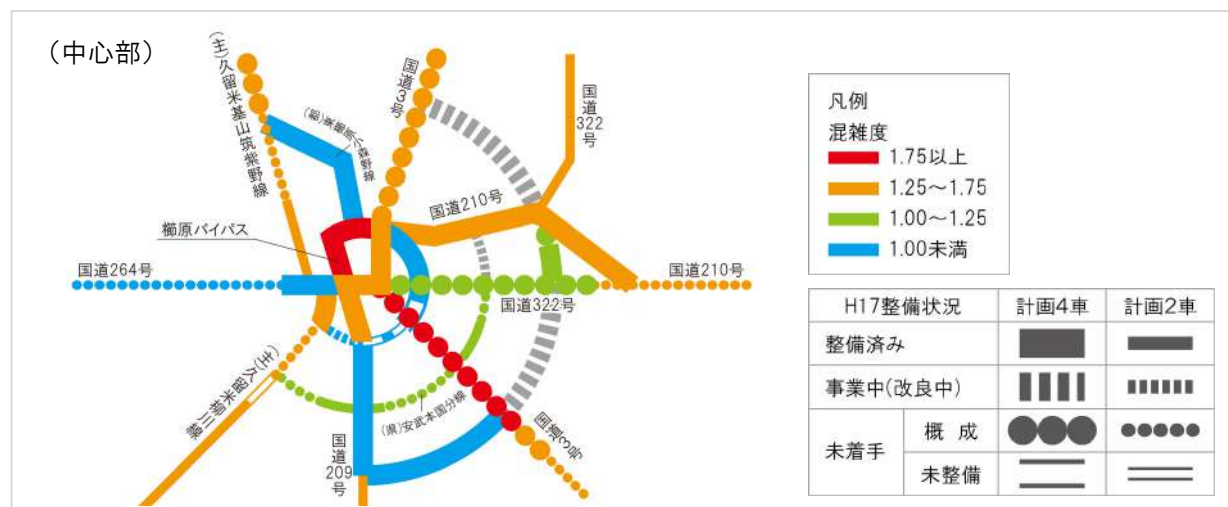 （中心部）
(主)久留米基山筑紫野線
(県)東櫛原小森野線
国道3号
国道322号
国道210号
櫛原バイパス
国道264号
国道210号
国道322号
(主)久留米柳川線
(県)安武本国分線
国道3号
国道209号
凡例
混雑度
1.75以上
1.25～1.75
1.00～1.25
1.00未満
H17整備状況 計画4車 計画2車
整備済み
事業中(改良中)
未着手 概 成
未整備